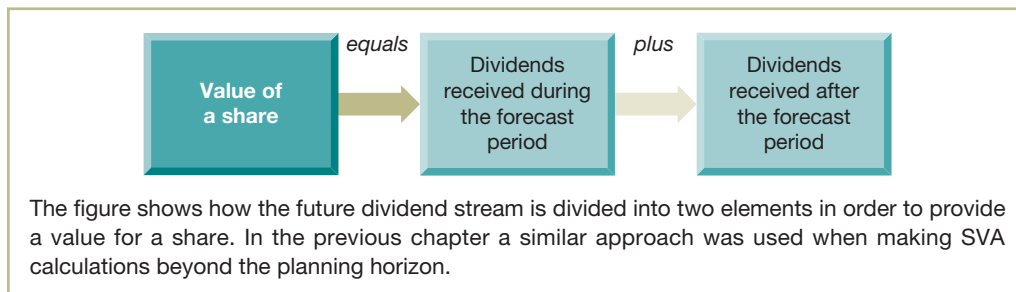 equals
plus
Value of
a share
Dividends
received during
the forecast
period
Dividends
received after
the forecast
period
The figure shows how the future dividend stream is divided into two elements in order to provide
a value for a share. In the previous chapter a similar approach was used when making SVA
calculations beyond the planning horizon.